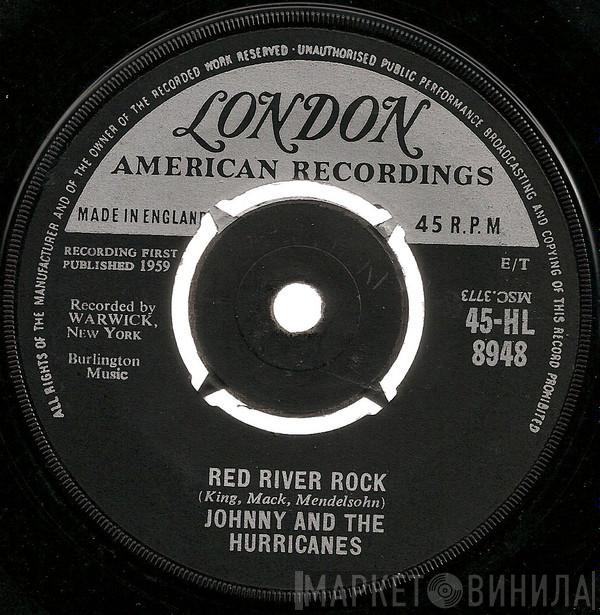 ALL RIGHTS OF THE MANUFACTURER AND OF THE OWNER OF THE RECORDED WORK RESERVED · UNAUTHORISED PUBLIC PERFORMANCE BROADCASTING AND COPYING OF THIS RECORD PROHIBITED
LONDON
AMERICAN RECORDINGS
MADE IN ENGLAND
45 R.P.M
RECORDING FIRST
PUBLISHED 1959
E/T
MSC.3773
Recorded by
WARWICK,
NEW YORK
45-HL
8948
Burlington
Music
RED RIVER ROCK
(King, Mack, Mendelsohn)
JOHNNY AND THE
HURRICANES
МАРКЕТ ВИНИЛА